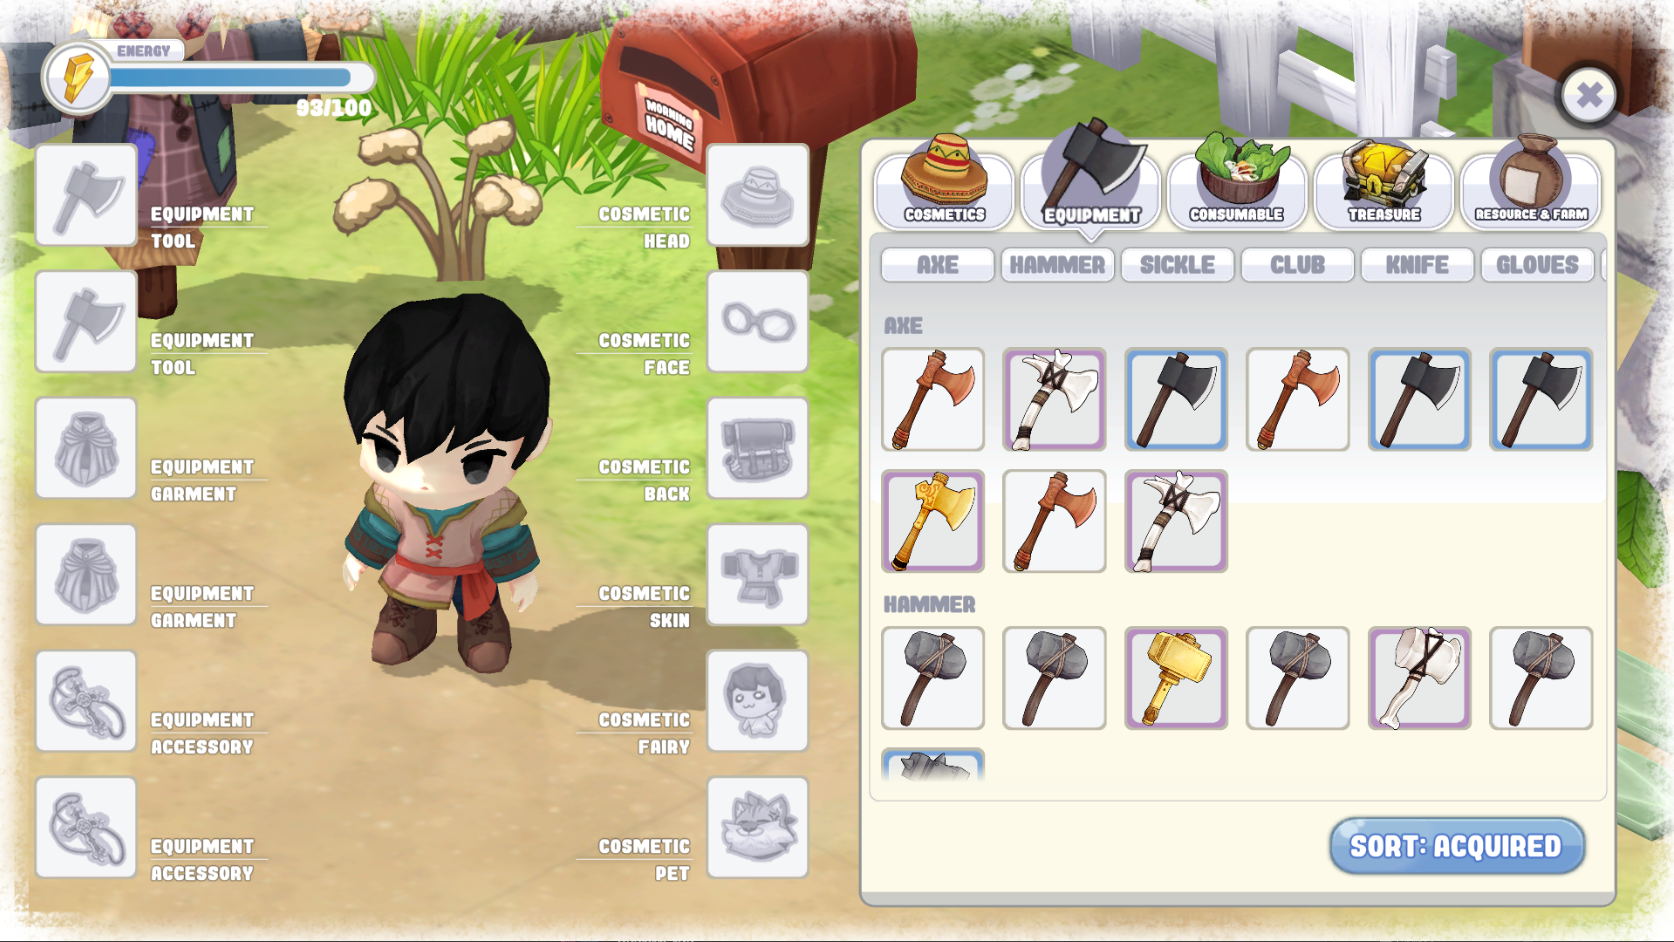 ENERGY
93/100
MORNING
HOME
EQUIPMENT
TOOL
EQUIPMENT
TOOL
EQUIPMENT
GARMENT
EQUIPMENT
GARMENT
EQUIPMENT
ACCESSORY
EQUIPMENT
ACCESSORY
COSMETIC
HEAD
COSMETIC
FACE
COSMETIC
BACK
COSMETIC
SKIN
COSMETIC
FAIRY
COSMETIC
PET
COSMETICS
EQUIPMENT
CONSUMABLE
TREASURE
RESOURCE & FARM
AXE
HAMMER
SICKLE
CLUB
KNIFE
GLOVES
AXE
HAMMER
SORT: ACQUIRED